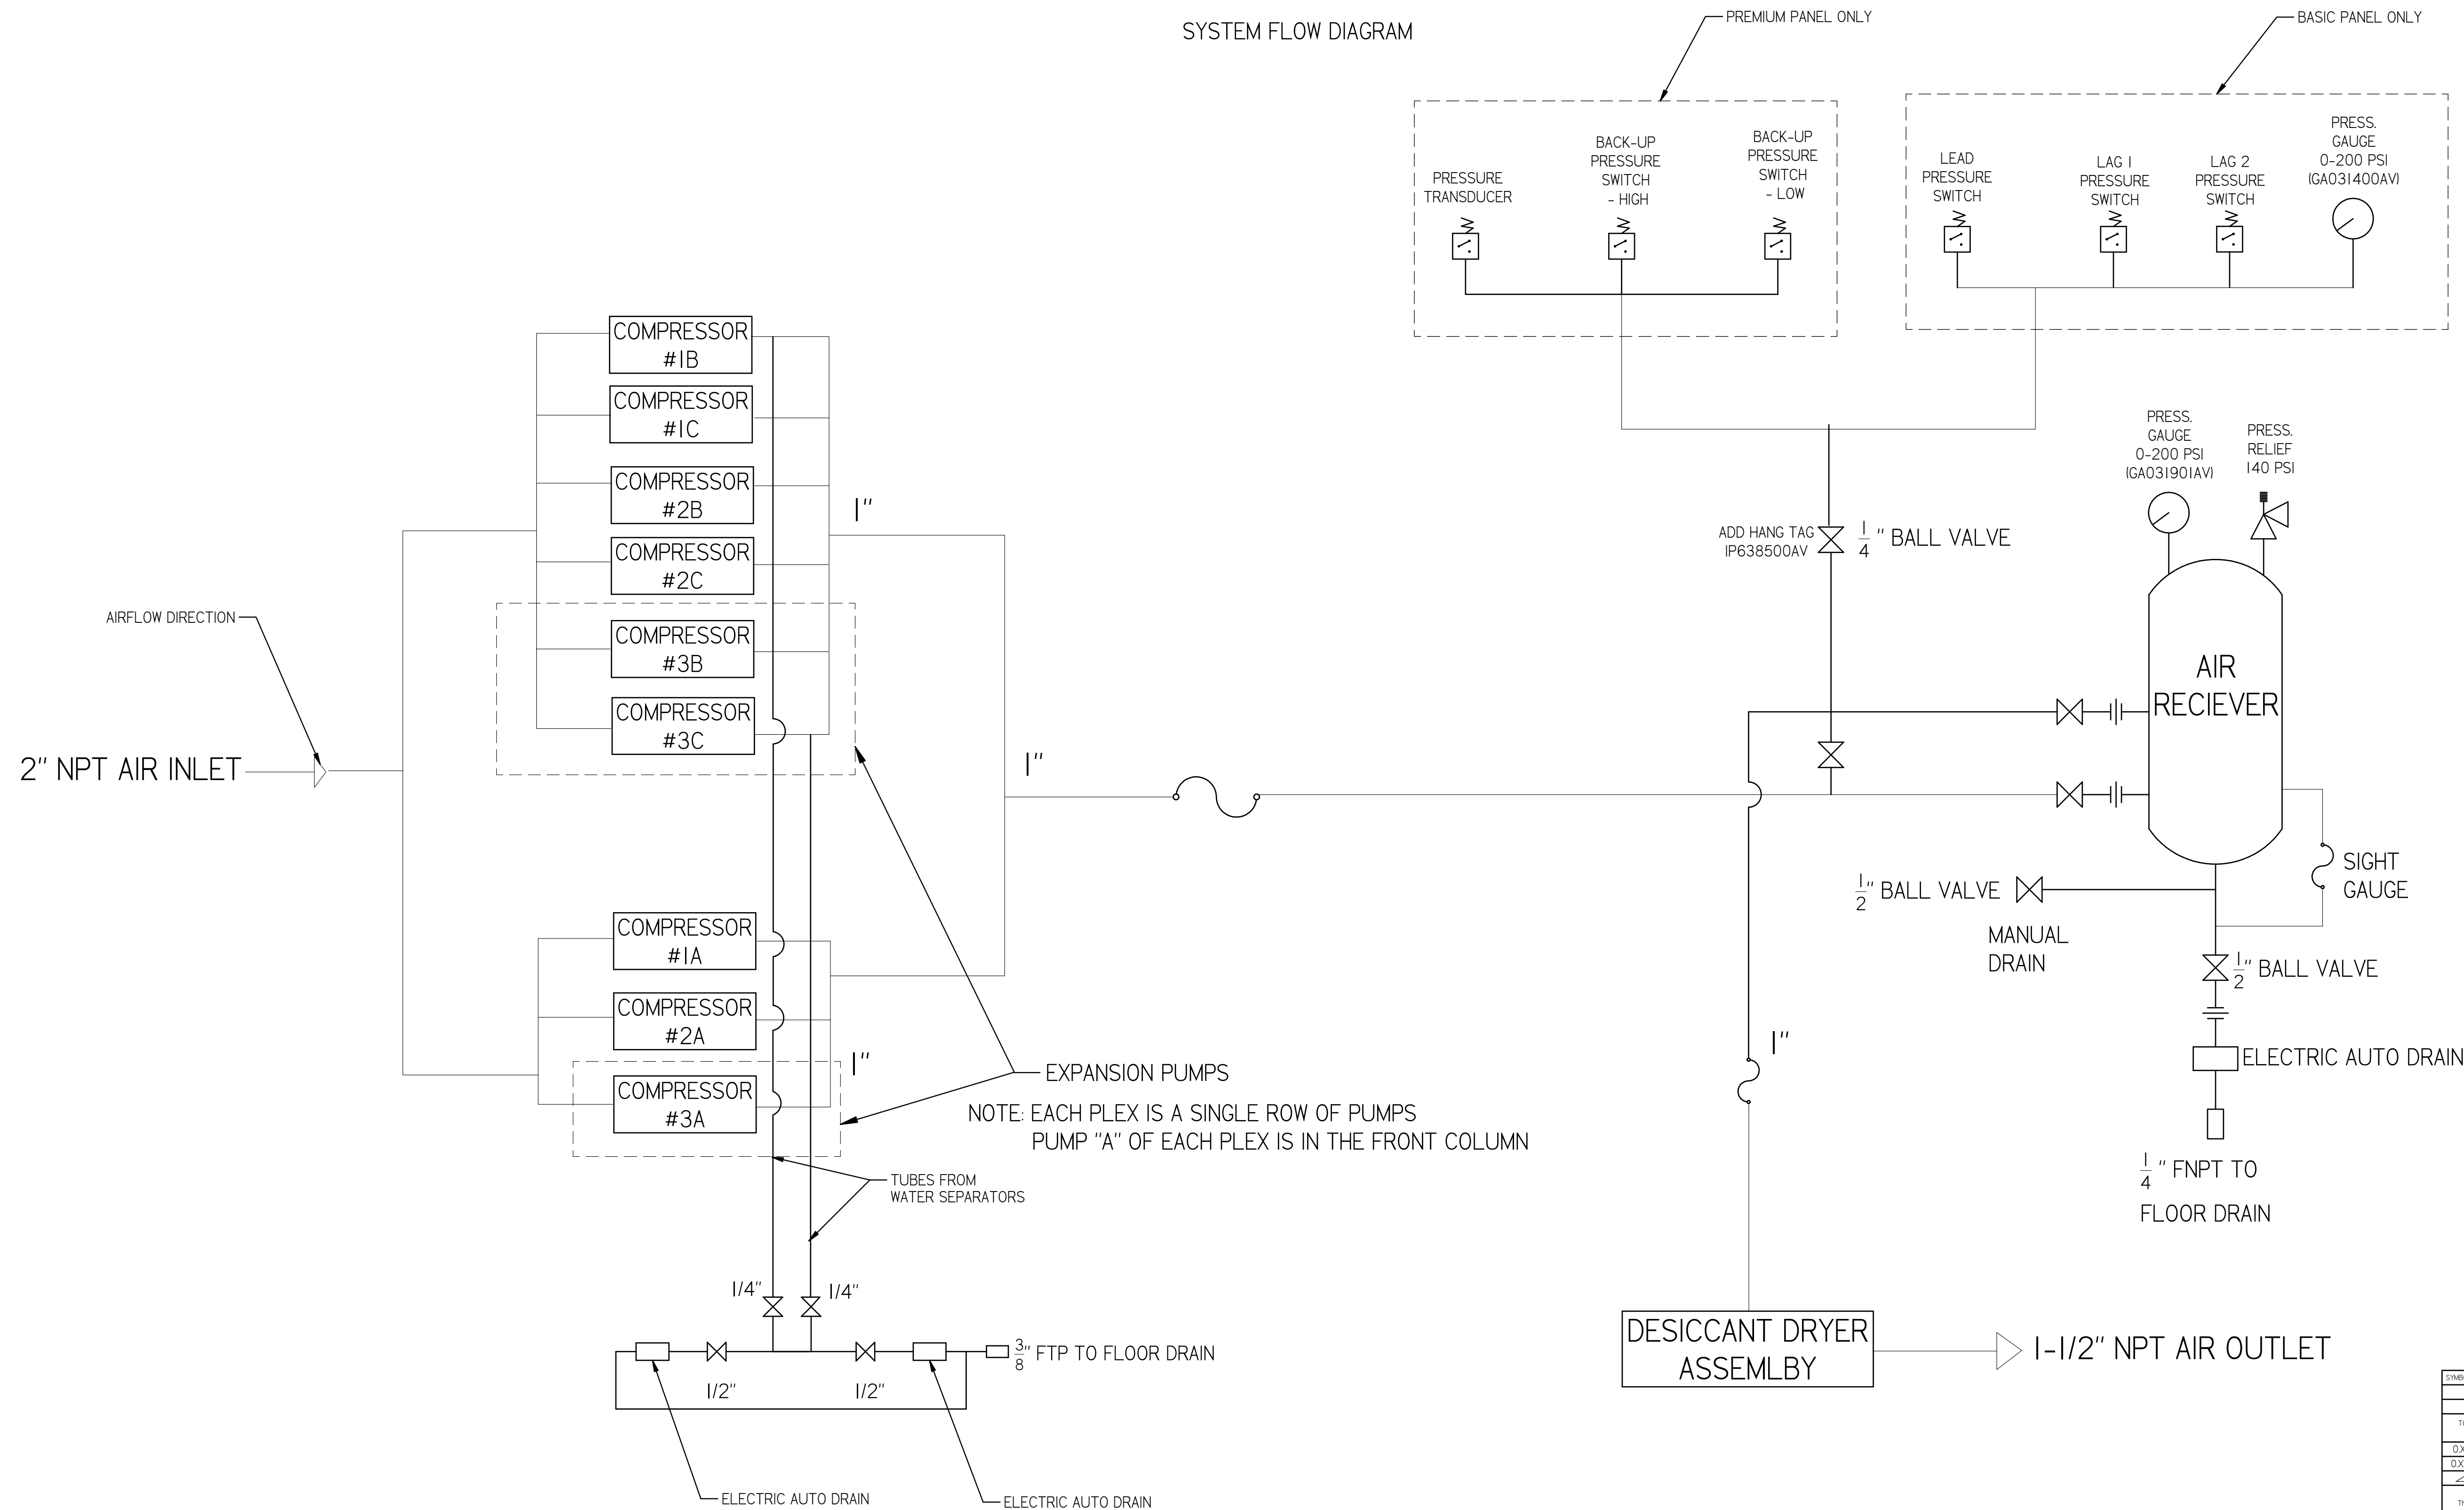 SYSTEM FLOW DIAGRAM
PREMIUM PANEL ONLY
BASIC PANEL ONLY
PRESSURE
TRANSDUCER
BACK-UP
PRESSURE
SWITCH
- HIGH
BACK-UP
PRESSURE
SWITCH
- LOW
LEAD
PRESSURE
SWITCH
LAG 1
PRESSURE
SWITCH
LAG 2
PRESSURE
SWITCH
PRESS.
GAUGE
0-200 PSI
(GA031400AV)
COMPRESSOR
#1B
COMPRESSOR
#1C
COMPRESSOR
#2B
COMPRESSOR
#2C
COMPRESSOR
#3B
COMPRESSOR
#3C
1"
AIRFLOW DIRECTION
2" NPT AIR INLET
1"
ADD HANG TAG
IP638500AV
1/4 " BALL VALVE
PRESS.
GAUGE
0-200 PSI
(GA031901AV)
PRESS.
RELIEF
140 PSI
AIR
RECIEVER
SIGHT
GAUGE
1/2" BALL VALVE
MANUAL
DRAIN
1/2" BALL VALVE
ELECTRIC AUTO DRAIN
1/4 " FNPT TO
FLOOR DRAIN
COMPRESSOR
#1A
COMPRESSOR
#2A
COMPRESSOR
#3A
1"
EXPANSION PUMPS
NOTE: EACH PLEX IS A SINGLE ROW OF PUMPS
PUMP "A" OF EACH PLEX IS IN THE FRONT COLUMN
TUBES FROM
WATER SEPARATORS
1"
1/4"
1/4"
3/8" FTP TO FLOOR DRAIN
1/2"
1/2"
ELECTRIC AUTO DRAIN
ELECTRIC AUTO DRAIN
DESICCANT DRYER
ASSEMLBY
1-1/2" NPT AIR OUTLET